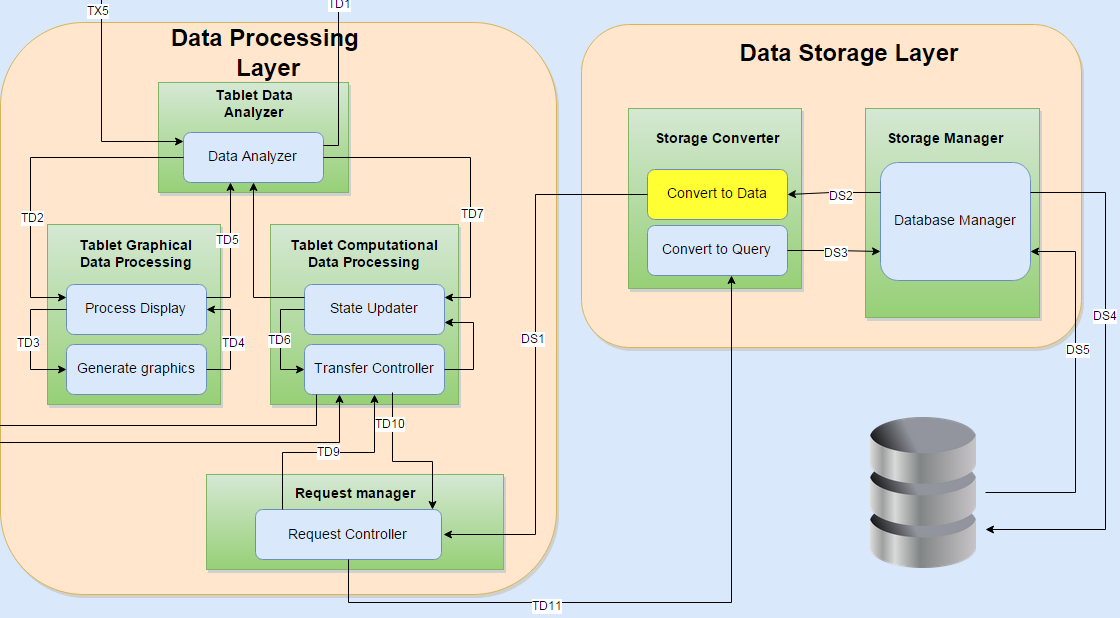 TX5
TD1
Data Processing
Layer
Data Storage Layer
Tablet Data
Analyzer
Data Analyzer
Storage Converter
Storage Manager
Convert to Data
DS2
Database Manager
Convert to Query
DS3
TD2
TD5
TD7
Tablet Graphical
Data Processing
Tablet Computational
Data Processing
Process Display
State Updater
TD3
TD4
TD6
DS1
DS4
DS5
Generate graphics
Transfer Controller
TD10
TD9
Request manager
Request Controller
TD11